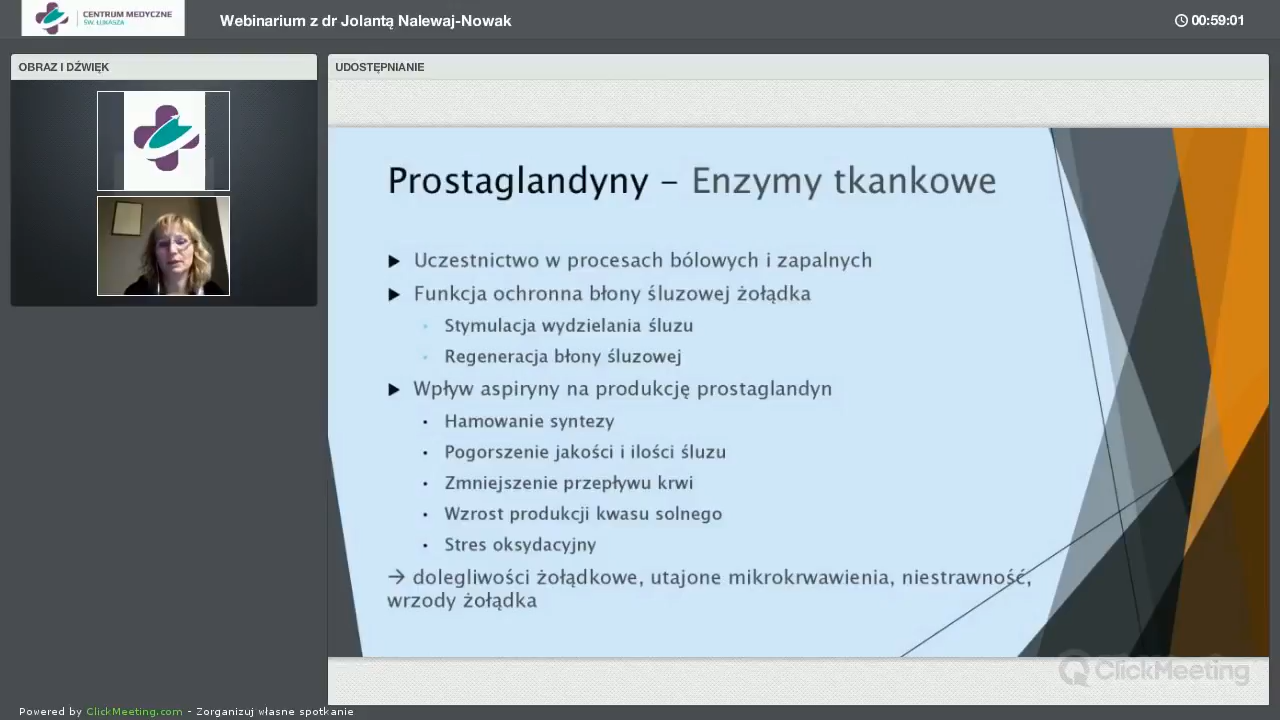 CENTRUM MEDYCZNE
ŚW. ŁUKASZA
Webinarium z dr Jolantą Nalewaj-Nowak
00:59:01
OBRAZ I DŹWIĘK
UDOSTĘPNIANIE
Prostaglandyny – Enzymy tkankowe
Uczestnictwo w procesach bólowych i zapalnych
Funkcja ochronna błony śluzowej żołądka
Stymulacja wydzielania śluzu
Regeneracja błony śluzowej
Wpływ aspiryny na produkcję prostaglandyn
Hamowanie syntezy
Pogorszenie jakości i ilości śluzu
Zmniejszenie przepływu krwi
Wzrost produkcji kwasu solnego
Stres oksydacyjny
→ dolegliwości żołądkowe, utajone mikrokrwawienia, niestrawność,
wrzody żołądka
ClickMeeting
Powered by ClickMeeting.com - Zorganizuj własne spotkanie